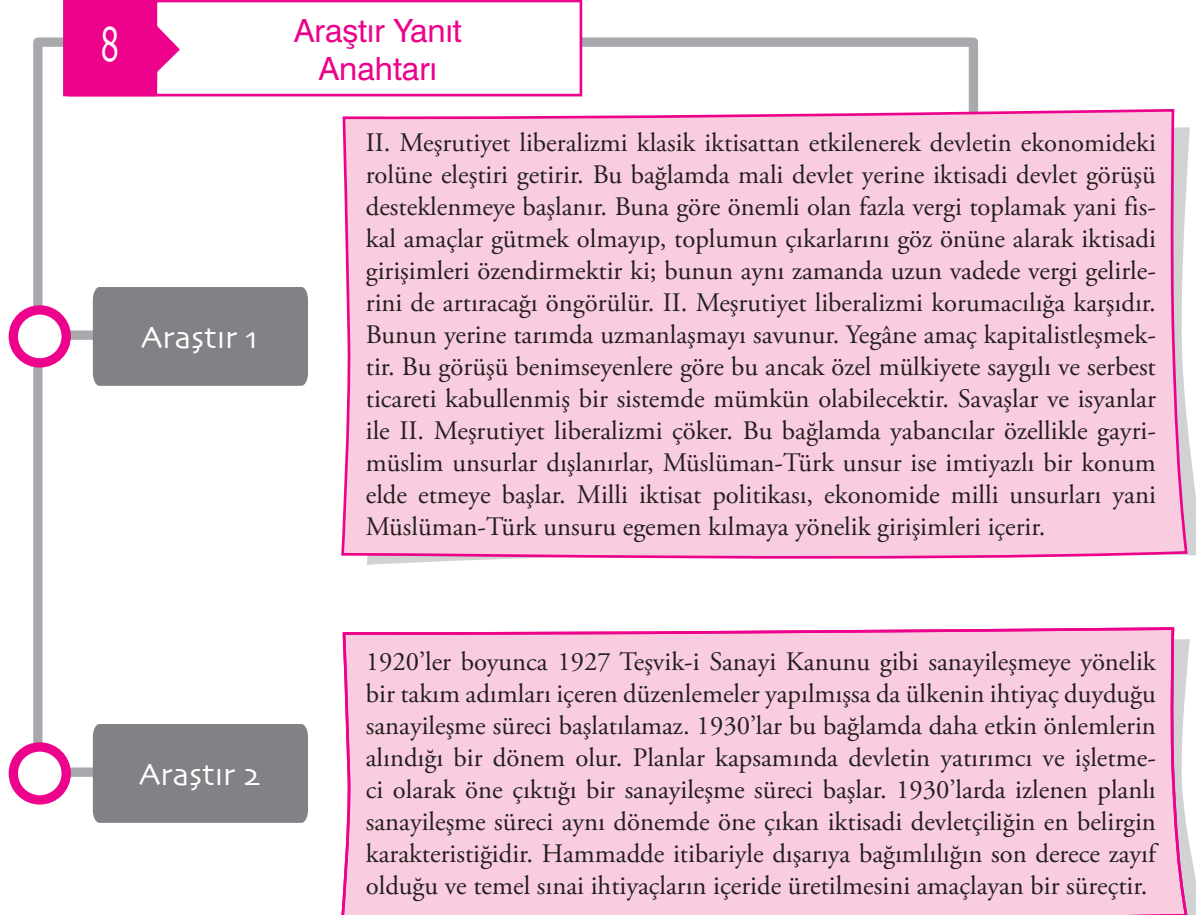 8
Araştır Yanıt
Anahtarı
Araştır 1
II. Meşrutiyet liberalizmi klasik iktisattan etkilenerek devletin ekonomideki
rolüne eleştiri getirir. Bu bağlamda mali devlet yerine iktisadi devlet görüşü
desteklenmeye başlanır. Buna göre önemli olan fazla vergi toplamak yani fis-
kal amaçlar gütmek olmayıp, toplumun çıkarlarını göz önüne alarak iktisadi
girişimleri özendirmektir ki; bunun aynı zamanda uzun vadede vergi gelirle-
rini de artıracağı öngörülür. II. Meşrutiyet liberalizmi korumacılığa karşıdır.
Bunun yerine tarımda uzmanlaşmayı savunur. Yegâne amaç kapitalistleşmek-
tir. Bu görüşü benimseyenlere göre bu ancak özel mülkiyete saygılı ve serbest
ticareti kabullenmiş bir sistemde mümkün olabilecektir. Savaşlar ve isyanlar
ile II. Meşrutiyet liberalizmi çöker. Bu bağlamda yabancılar özellikle gayri-
müslim unsurlar dışlanırlar, Müslüman-Türk unsur ise imtiyazlı bir konum
elde etmeye başlar. Milli iktisat politikası, ekonomide milli unsurları yani
Müslüman-Türk unsuru egemen kılmaya yönelik girişimleri içerir.
Araştır 2
1920’ler boyunca 1927 Teşvik-i Sanayi Kanunu gibi sanayileşmeye yönelik
bir takım adımları içeren düzenlemeler yapılmışsa da ülkenin ihtiyaç duyduğu
sanayileşme süreci başlatılamaz. 1930’lar bu bağlamda daha etkin önlemlerin
alındığı bir dönem olur. Planlar kapsamında devletin yatırımcı ve işletme-
ci olarak öne çıktığı bir sanayileşme süreci başlar. 1930’larda izlenen planlı
sanayileşme süreci aynı dönemde öne çıkan iktisadi devletçiliğin en belirgin
karakteristiğidir. Hammadde itibariyle dışarıya bağımlılığın son derece zayıf
olduğu ve temel sınai ihtiyaçların içeride üretilmesini amaçlayan bir süreçtir.